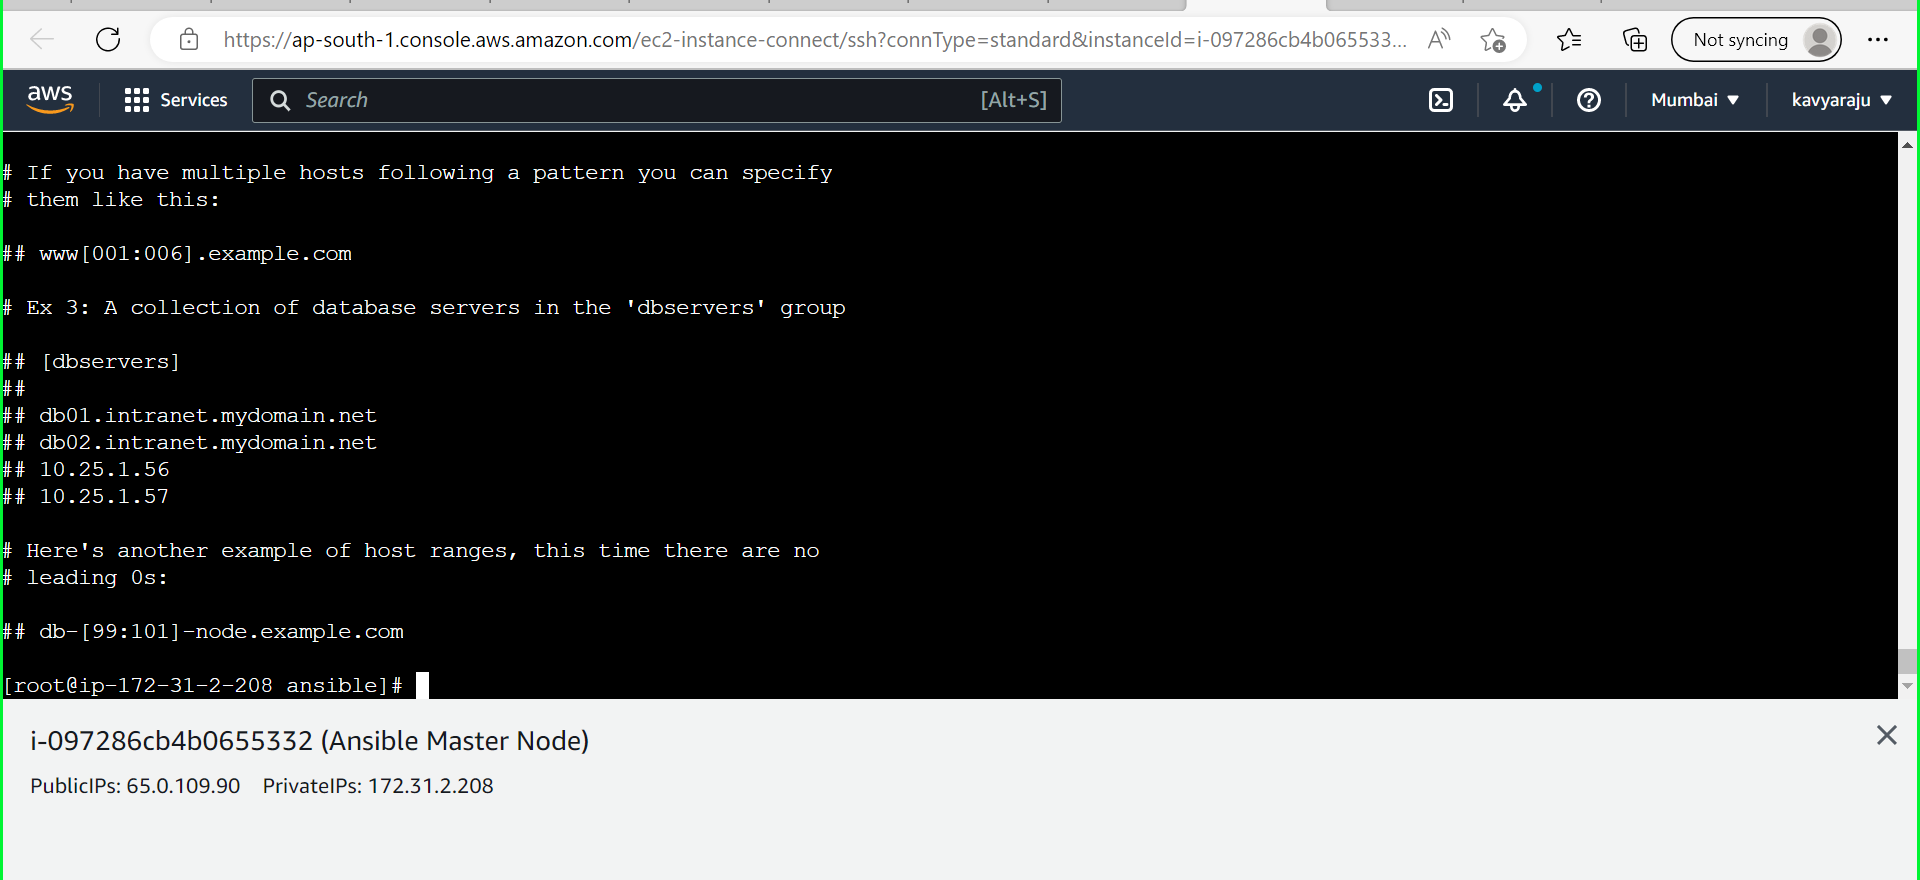 https://ap-south-1.console.aws.amazon.com/ec2-instance-connect/ssh?connType=standard&instanceId=i-097286cb4b065533...
Not syncing
aws
Services
Search
[Alt+S]
Mumbai
kavyaraju
# If you have multiple hosts following a pattern you can specify
# them like this:
## www[001:006].example.com
# Ex 3: A collection of database servers in the 'dbservers' group
## [dbservers]
##
## db01.intranet.mydomain.net
## db02.intranet.mydomain.net
## 10.25.1.56
## 10.25.1.57
# Here's another example of host ranges, this time there are no
# leading 0s:
## db-[99:101]-node.example.com
[root@ip-172-31-2-208 ansible]#
i-097286cb4b0655332 (Ansible Master Node)
PublicIPs: 65.0.109.90 PrivateIPs: 172.31.2.208